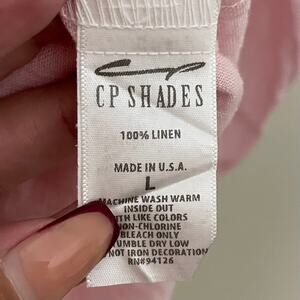 CP SHADES
100% LINEN
MADE IN U.S.A.
L
MACHINE WASH WARM
INSIDE OUT
WITH LIKE COLORS
NON-CHLORINE
BLEACH ONLY
TUMBLE DRY LOW
NOT IRON DECORATION
RN#94126